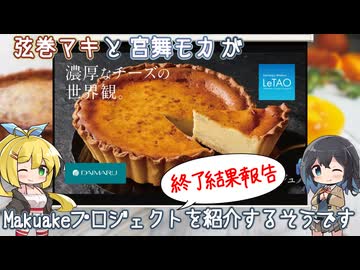 弦巻マキと宮舞モカが
濃厚なチーズの
世界観。
LeTAO
DAIMARU
終了結果報告
Makuakeプロジェクトを紹介するそうです